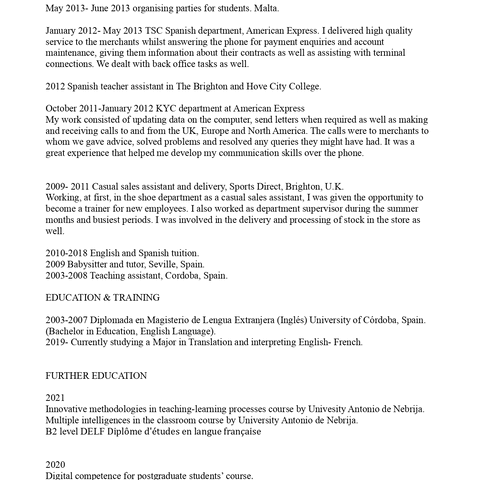 May 2013- June 2013 organising parties for students. Malta.
January 2012- May 2013 TSC Spanish department, American Express. I delivered high quality
service to the merchants whilst answering the phone for payment enquiries and account
maintenance, giving them information about their contracts as well as assisting with terminal
connections. We dealt with back office tasks as well.
2012 Spanish teacher assistant in The Brighton and Hove City College.
October 2011-January 2012 KYC department at American Express
My work consisted of updating data on the computer, send letters when required as well as making
and receiving calls to and from the UK, Europe and North America. The calls were to merchants to
whom we gave advice, solved problems and resolved any queries they might have had. It was a
great experience that helped me develop my communication skills over the phone.
2009- 2011 Casual sales assistant and delivery, Sports Direct, Brighton, U.K.
Working, at first, in the shoe department as a casual sales assistant, I was given the opportunity to
become a trainer for new employees. I also worked as department supervisor during the summer
months and busiest periods. I was involved in the delivery and processing of stock in the store as
well.
2010-2018 English and Spanish tuition.
2009 Babysitter and tutor, Seville, Spain.
2003-2008 Teaching assistant, Cordoba, Spain.
EDUCATION & TRAINING
2003-2007 Diplomada en Magisterio de Lengua Extranjera (Inglés) University of Córdoba, Spain.
(Bachelor in Education, English Language).
2019- Currently studying a Major in Translation and interpreting English- French.
FURTHER EDUCATION
2021
Innovative methodologies in teaching-learning processes course by Univesity Antonio de Nebrija.
Multiple intelligences in the classroom course by University Antonio de Nebrija.
B2 level DELF Diplôme d'études en langue française
2020
Digital competence for postgraduate students' course.